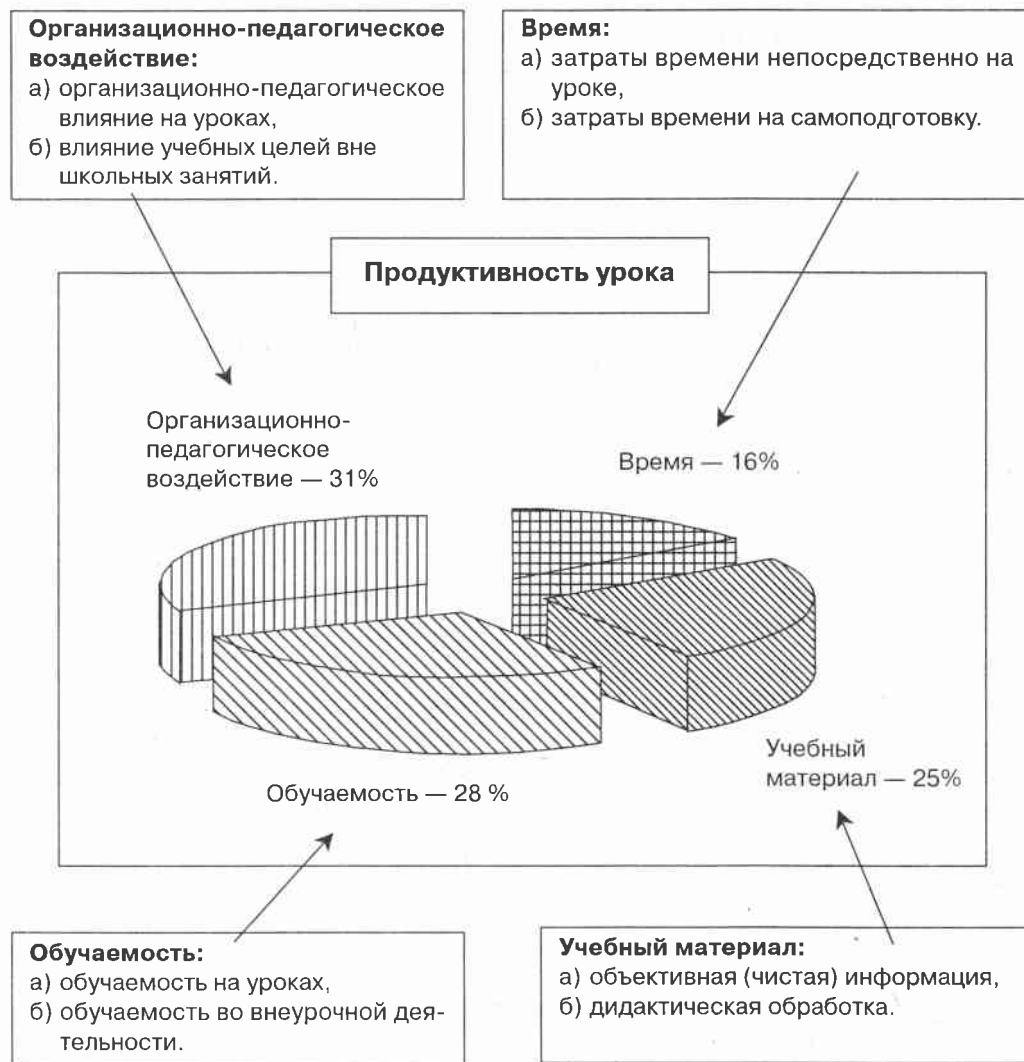 Организационно-педагогическое
воздействие:
а) организационно-педагогическое
влияние на уроках,
б) влияние учебных целей вне
школьных занятий.
Время:
а) затраты времени непосредственно на
уроке,
б) затраты времени на самоподготовку.
Продуктивность урока
Организационно-
педагогическое
воздействие — 31%
Время — 16%
Обучаемость — 28 %
Учебный
материал — 25%
Обучаемость:
а) обучаемость на уроках,
б) обучаемость во внеурочной дея-
тельности.
Учебный материал:
а) объективная (чистая) информация,
б) дидактическая обработка.